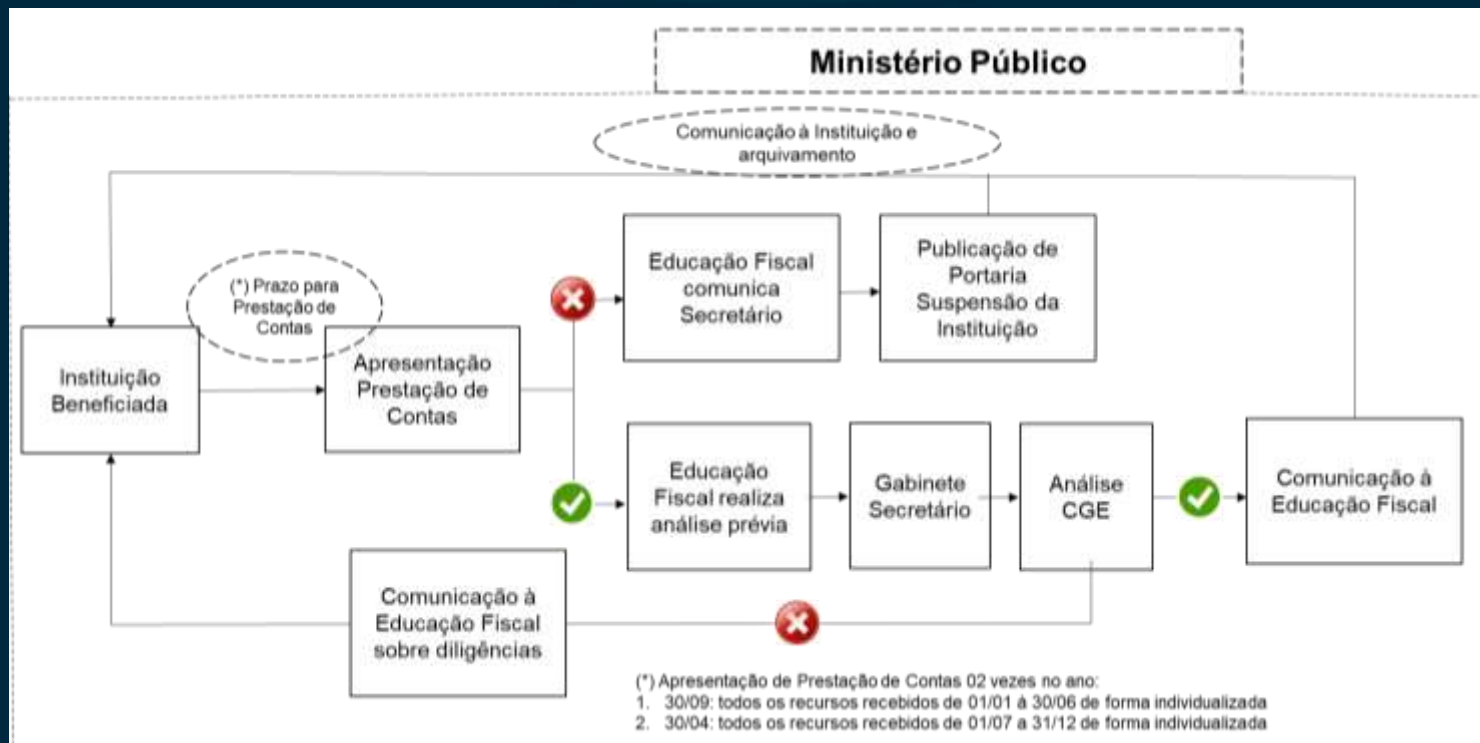 Ministério Público
Comunicação à Instituição e
arquivamento
(*) Prazo para
Prestação de
Contas
Instituição
Beneficiada
Apresentação
Prestação de
Contas
Educação Fiscal
comunica
Secretário
Publicação de
Portaria
Suspensão da
Instituição
Educação
Fiscal realiza
análise prévia
Gabinete
Secretário
Análise
CGE
Comunicação à
Educação Fiscal
Comunicação à
Educação Fiscal
sobre diligências
(*) Apresentação de Prestação de Contas 02 vezes no ano:
1. 30/09: todos os recursos recebidos de 01/01 à 30/06 de forma individualizada
2. 30/04: todos os recursos recebidos de 01/07 a 31/12 de forma individualizada